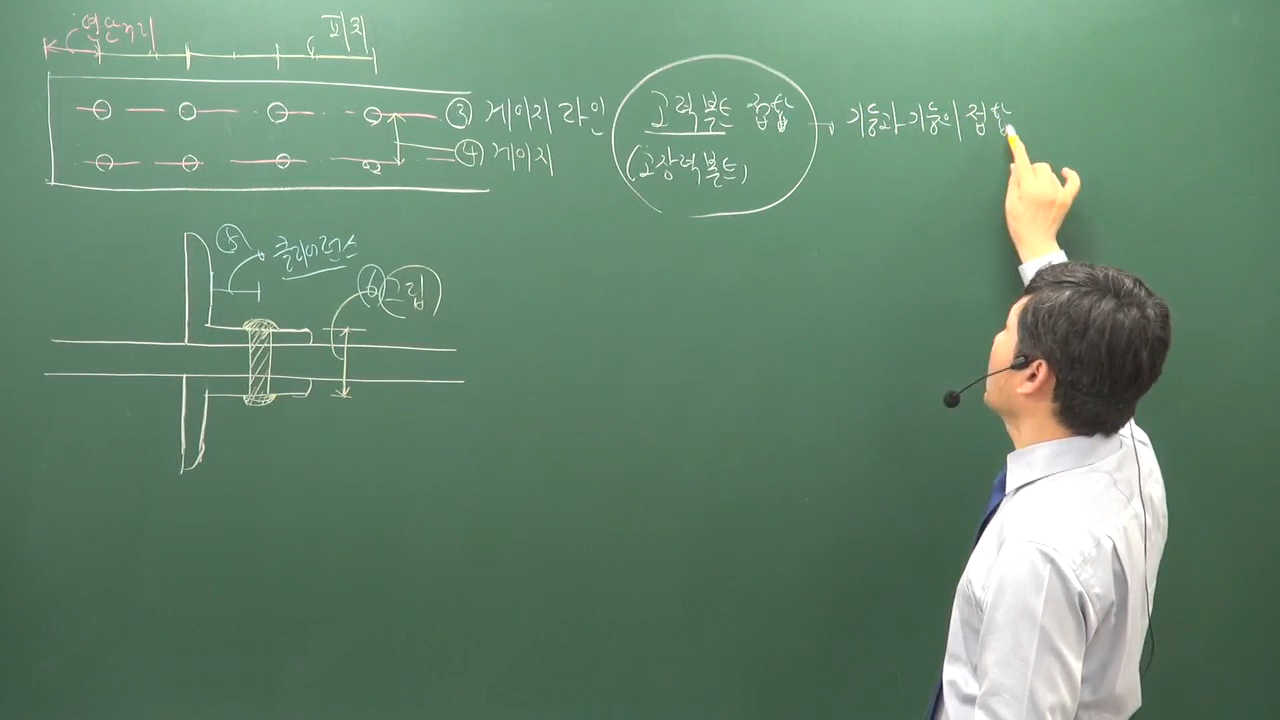 연단거리
피치
③ 게이지 라인
④ 게이지
⑤ 클리어런스
⑥ 그립
고력볼트 접합
(고장력볼트)
기둥과 기둥의 접합